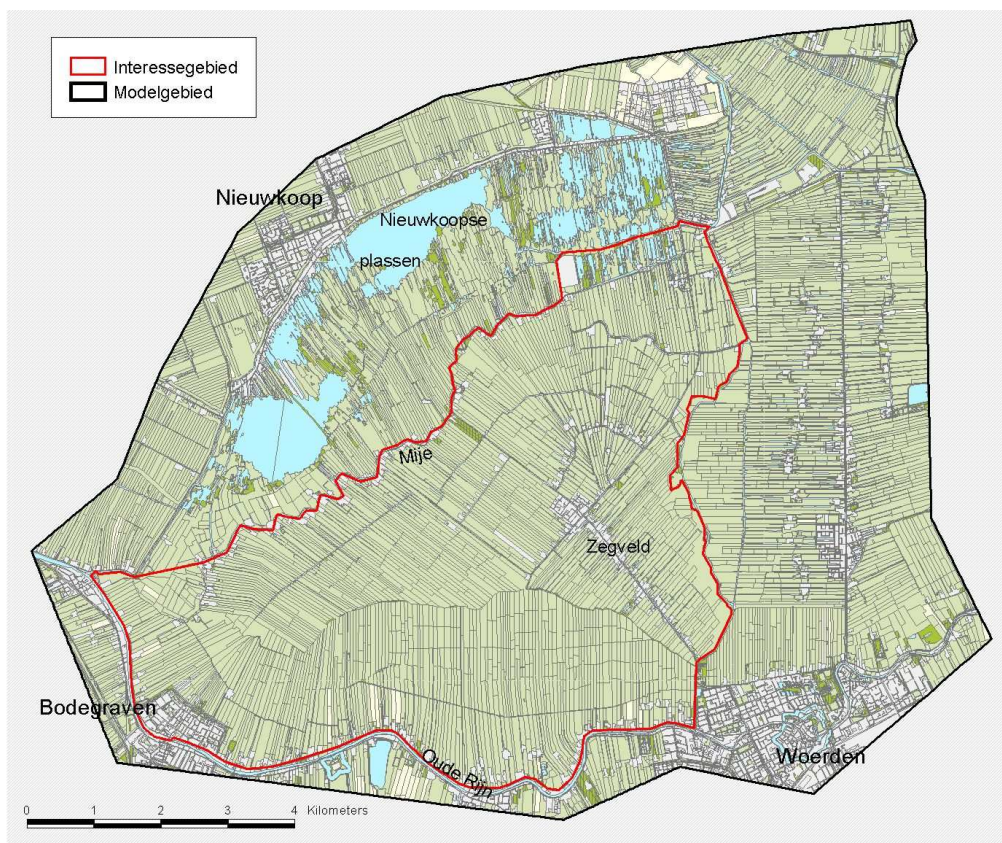 Interessegebied
Modelgebied
Nieuwkoop
Nieuwkoopse
plassen
Mije
Zegveld
Bodegraven
Oude Rijn
Woerden
0 1 2 3 4 Kilometers